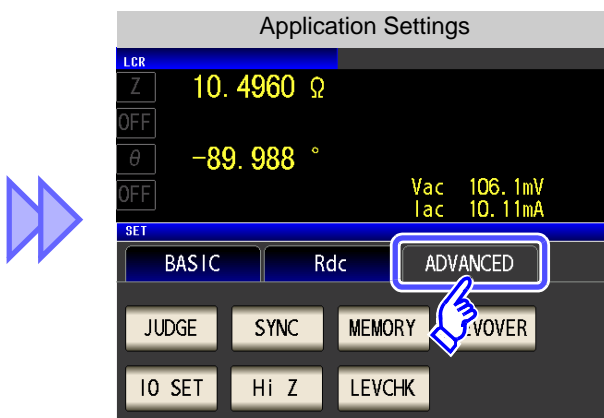 Application Settings
LCR
Z 10.4960 Ω
OFF
θ -89.988 °
OFF
Vac 106.1mV
Iac 10.11mA
SET
BASIC Rdc ADVANCED
JUDGE SYNC MEMORY VOVER
IO SET Hi Z LEVCHK